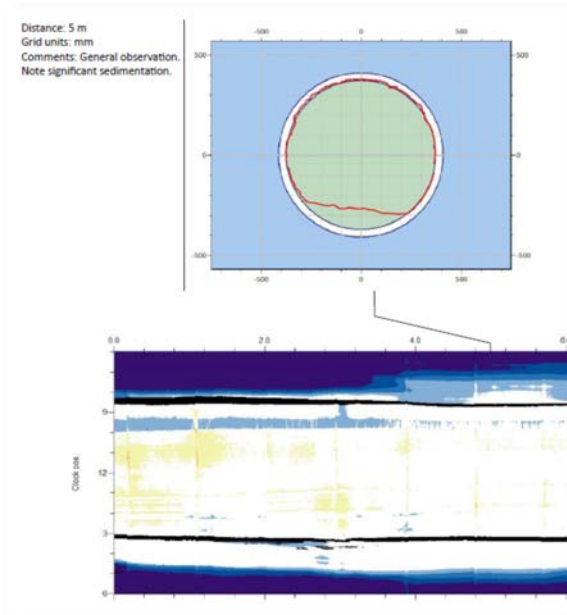 Distance: 5 m
Grid units: mm
Comments: General observation.
Note significant sedimentation.
-500 0 500
500 500
0 0
-500 -500
-500 0 500
0.0 2.0 4.0
9
12
3
6
Clock pos.